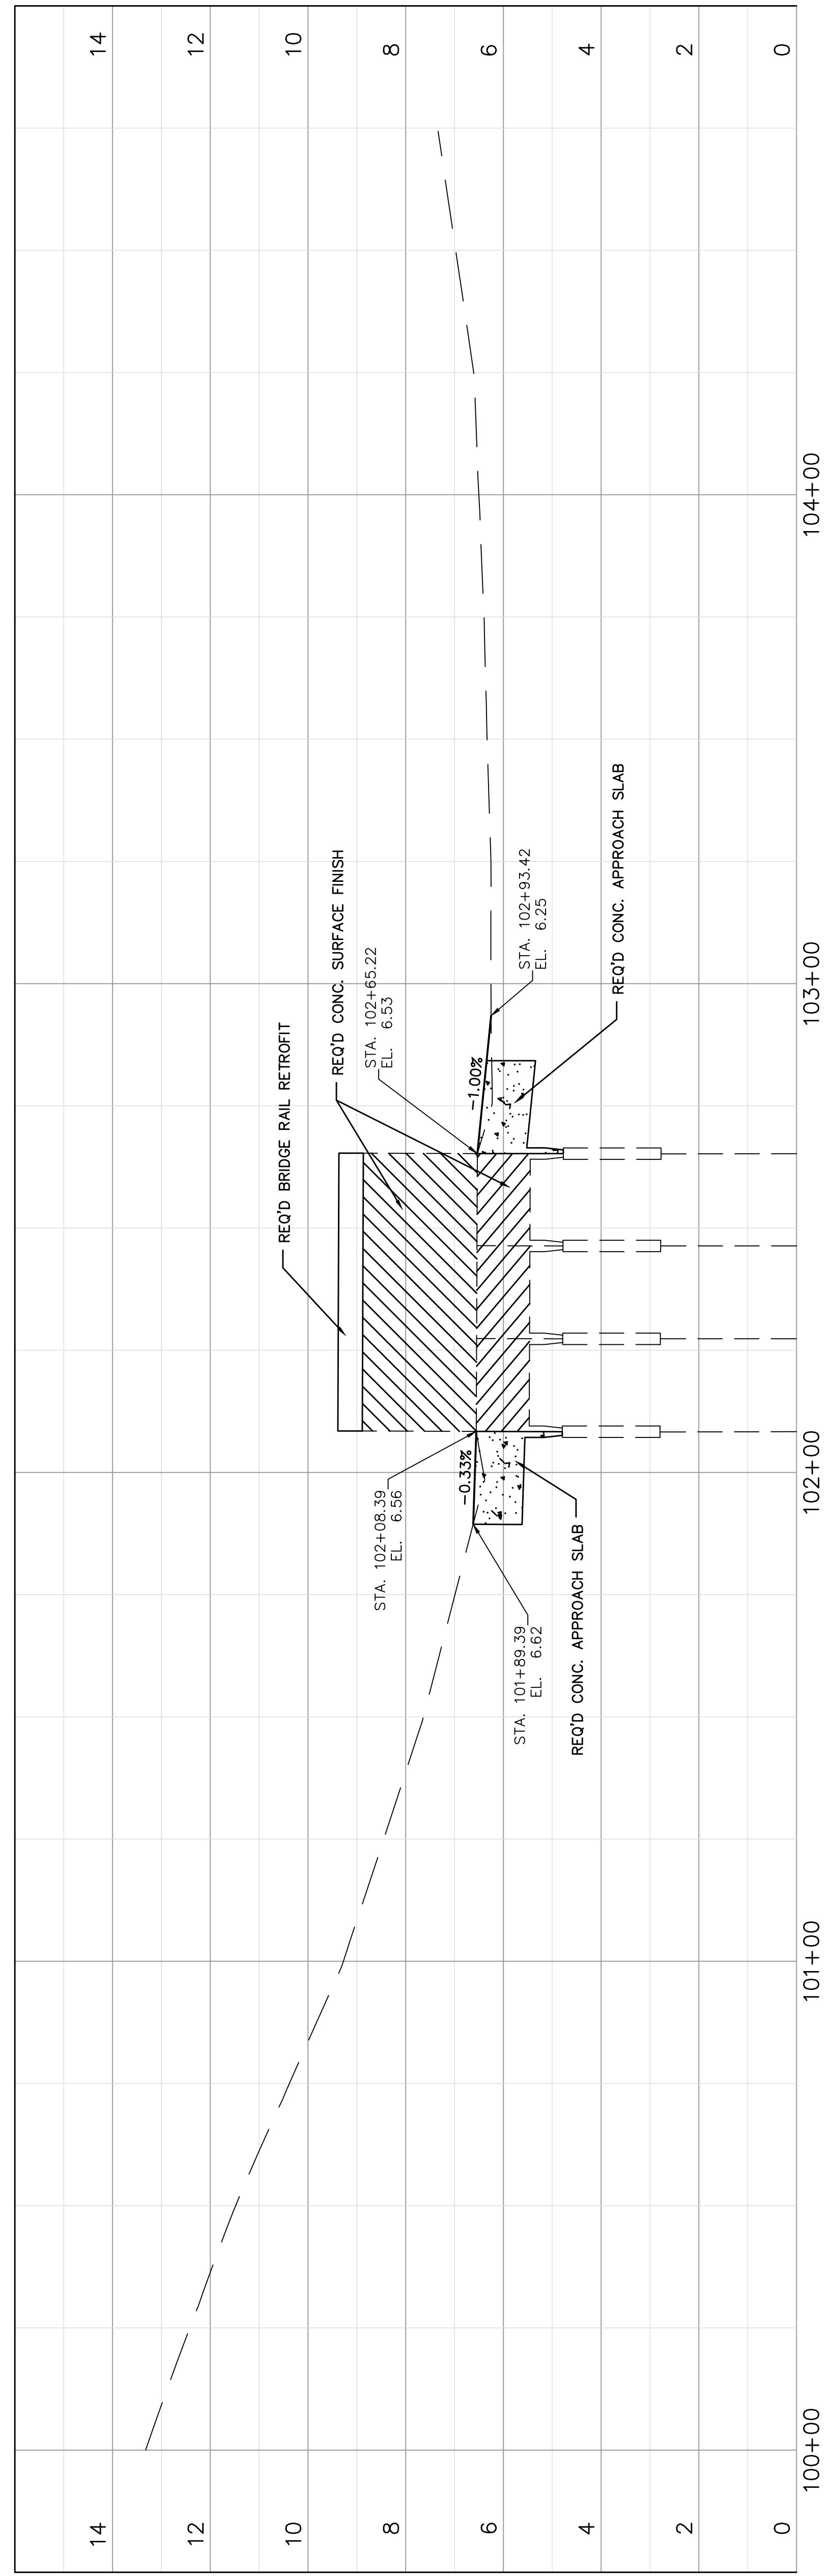 14
12
10
8
6
4
2
0
14
12
10
8
6
4
2
0
REQ'D BRIDGE RAIL RETROFIT
REQ'D CONC. SURFACE FINISH
STA. 102+65.22
EL. 6.53
STA. 102+08.39
EL. 6.56
-0.33%
-1.00%
STA. 101+89.39
EL. 6.62
STA. 102+93.42
EL. 6.25
REQ'D CONC. APPROACH SLAB
REQ'D CONC. APPROACH SLAB
100+00
101+00
102+00
103+00
104+00